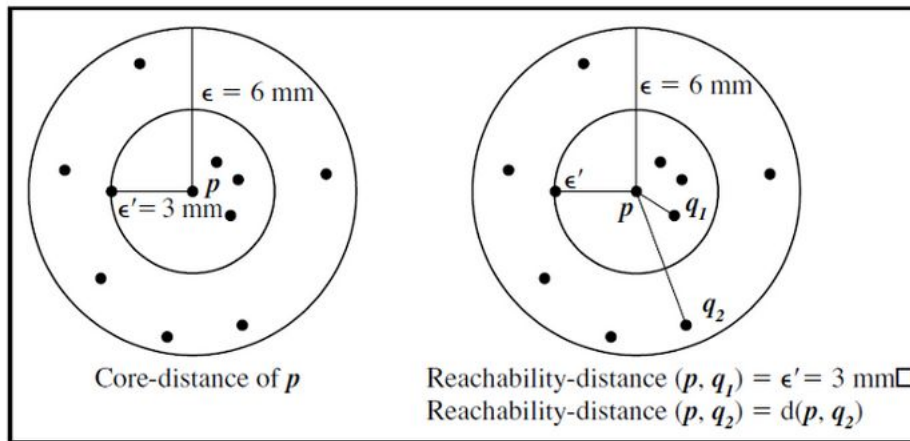 ϵ = 6 mm
p
ϵ′= 3 mm
Core-distance of p
ϵ = 6 mm
ϵ′
p
q₁
q₂
Reachability-distance (p, q₁) = ϵ′= 3 mm□
Reachability-distance (p, q₂) = d(p, q₂)